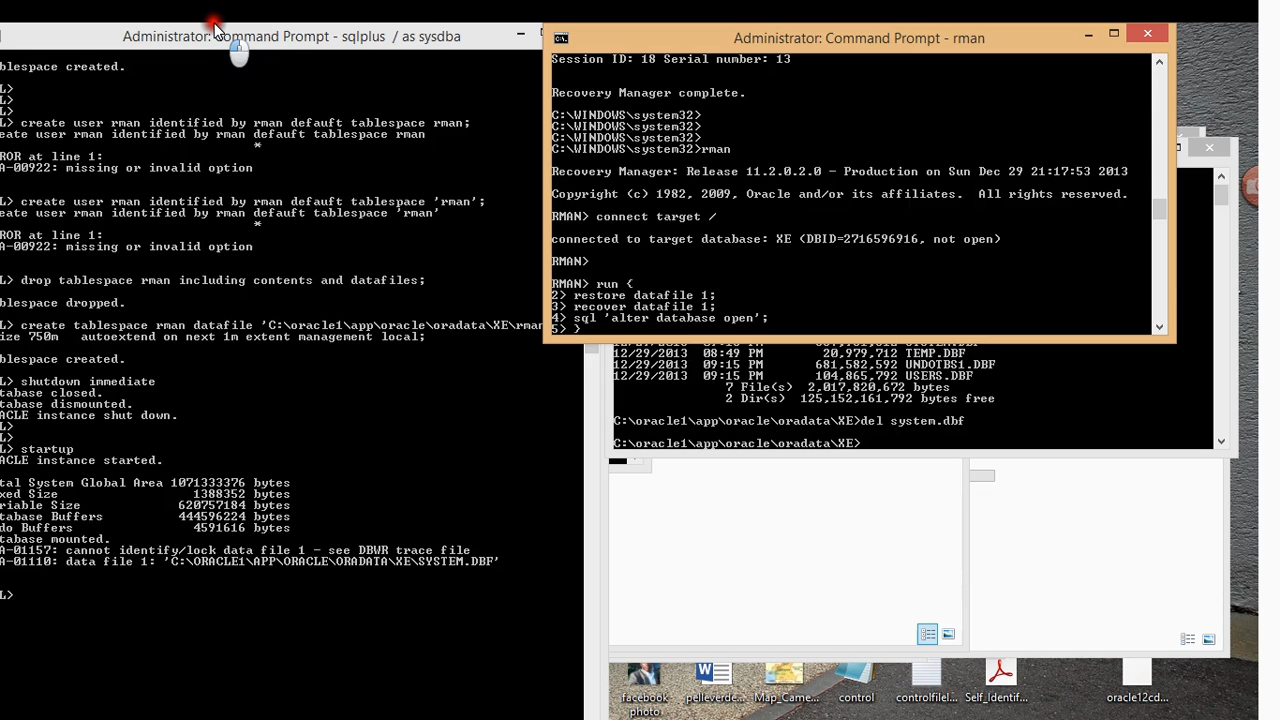 Administrator: Command Prompt - sqlplus / as sysdba
blespace created.
L>
L>
L>
L> create user rman identified by rman defauft tablespace rman;
eate user rman identified by rman defauft tablespace rman
*
ROR at line 1:
A-00922: missing or invalid option
L> create user rman identified by rman defauft tablespace 'rman';
eate user rman identified by rman defauft tablespace 'rman'
*
ROR at line 1:
A-00922: missing or invalid option
L> drop tablespace rman including contents and datafiles;
blespace dropped.
L> create tablespace rman datafile 'C:\oracle1\app\oracle\oradata\XE\rman
ize 750m autoextend on next 1m extent management local;
blespace created.
L> shutdown immediate
tabase closed.
tabase dismounted.
ACLE instance shut down.
L>
L>
L> startup
ACLE instance started.
tal System Global Area 1071333376 bytes
xed Size 1388352 bytes
riable Size 620757184 bytes
tabase Buffers 444596224 bytes
do Buffers 4591616 bytes
tabase mounted.
A-01157: cannot identify/lock data file 1 - see DBWR trace file
A-01110: data file 1: 'C:\ORACLE1\APP\ORACLE\ORADATA\XE\SYSTEM.DBF'
L>
Administrator: Command Prompt - rman
Session ID: 18 Serial number: 13
Recovery Manager complete.
C:\WINDOWS\system32>
C:\WINDOWS\system32>
C:\WINDOWS\system32>
C:\WINDOWS\system32>rman
Recovery Manager: Release 11.2.0.2.0 - Production on Sun Dec 29 21:17:53 2013
Copyright (c) 1982, 2009, Oracle and/or its affiliates. All rights reserved.
RMAN> connect target /
connected to target database: XE (DBID=2716596916, not open)
RMAN>
RMAN> run {
2> restore datafile 1;
3> recover datafile 1;
4> sql 'alter database open';
5> }
12/29/2013 08:49 PM 20,979,712 TEMP.DBF
12/29/2013 09:15 PM 681,582,592 UNDOTBS1.DBF
12/29/2013 09:15 PM 104,865,792 USERS.DBF
7 File(s) 2,017,820,672 bytes
2 Dir(s) 125,152,161,792 bytes free
C:\oracle1\app\oracle\oradata\XE>del system.dbf
C:\oracle1\app\oracle\oradata\XE>
facebook photo
pelleverde...
Map_Came...
control
controlfilel...
Self_Identif...
oracle12cd...